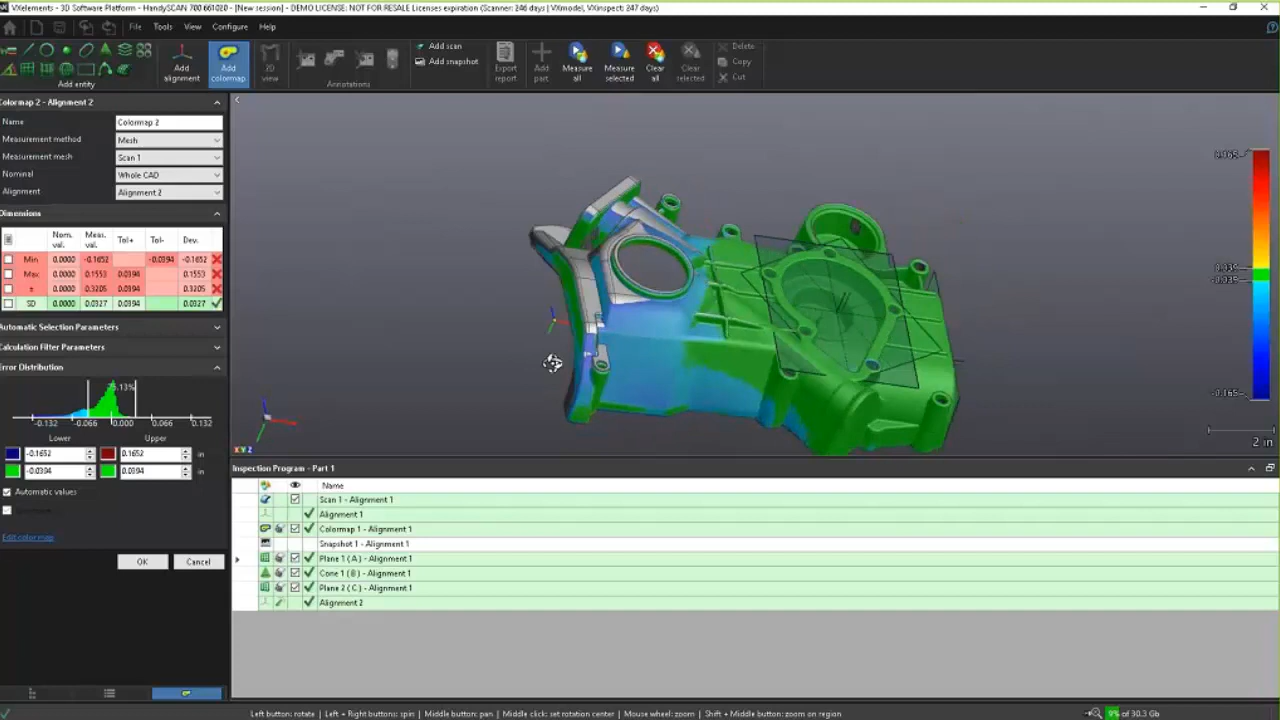 VXelements - 3D Software Platform - HandySCAN 700 661020 - [New session] - DEMO LICENSE: NOT FOR RESALE Licenses expiration (Scanner: 246 days | VXmodel, VXinspect: 247 days)
File Tools View Configure Help
Add entity
Add alignment
Add colormap
2D view
Annotations
Add scan
Add snapshot
Export report
Add part
Measure all
Measure selected
Clear all
Clear selected
Delete
Copy
Cut
Colormap 2 - Alignment 2
Name Colormap 2
Measurement method Mesh
Measurement mesh Scan 1
Nominal Whole CAD
Alignment Alignment 2
Dimensions
Nom. val. Meas. val. Tol+ Tol- Dev.
Min 0.0000 -0.1652 -0.0394 -0.1652
Max 0.0000 0.1553 0.0394 0.1553
± 0.0000 0.3205 0.0394 0.3205
SD 0.0000 0.0327 0.0394 0.0327
Automatic Selection Parameters
Calculation Filter Parameters
Error Distribution
-0.132 -0.066 0.000 0.066 0.132
Lower Upper
-0.1652 0.1652 in
-0.0394 0.0394 in
Automatic values
Edit color map
OK Cancel
0.165
-0.165
2 in
X Y Z
Inspection Program - Part 1
Name
Scan 1 - Alignment 1
Alignment 1
Colormap 1 - Alignment 1
Snapshot 1 - Alignment 1
Plane 1 ( A ) - Alignment 1
Cone 1 ( B ) - Alignment 1
Plane 2 ( C ) - Alignment 1
Alignment 2
Left button: rotate | Left + Right buttons: spin | Middle button: pan | Middle click: set rotation center | Mouse wheel: zoom | Shift + Middle button: zoom on region
9% of 30.3 Gb